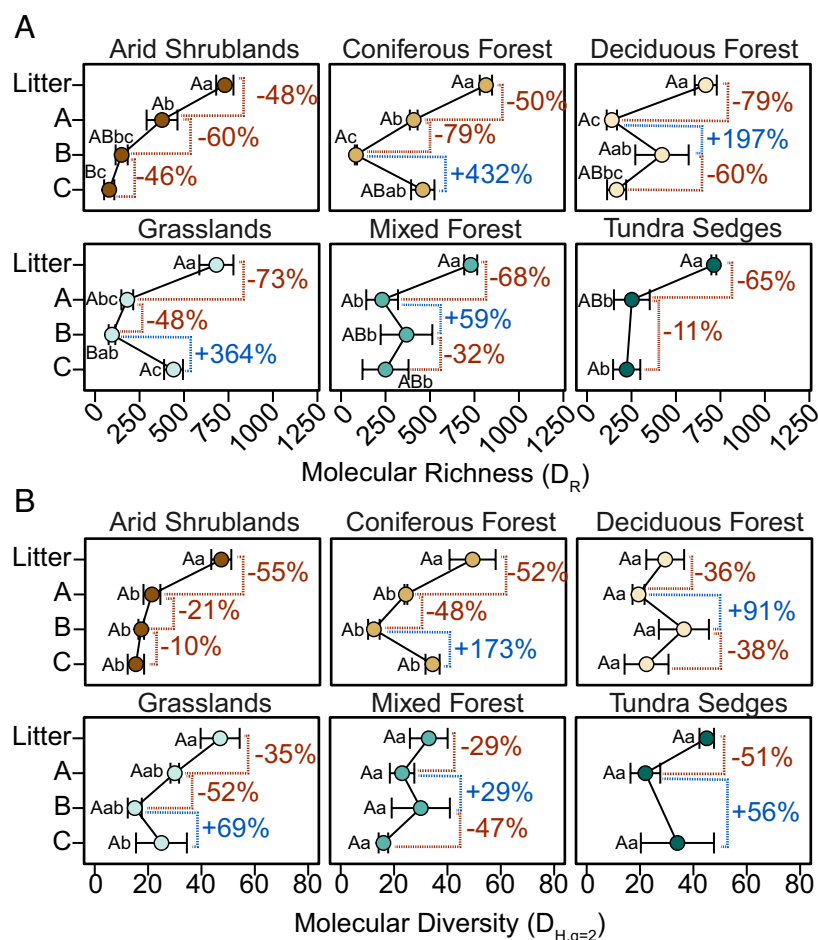 A
Arid Shrublands Coniferous Forest Deciduous Forest
Litter Aa -48% Aa -50% Aa -79%
A Ab -60% Ab -79% Ac +197%
B ABbc -46% Ac +432% Aab -60%
C Bc ABab ABbc
Grasslands Mixed Forest Tundra Sedges
Litter Aa -73% Aa -68% Aa -65%
A Abc -48% Ab +59% ABb -11%
B Bab +364% ABb -32%
C Ac ABb Ab
0 250 500 750 1000 1250 0 250 500 750 1000 1250 0 250 500 750 1000 1250
Molecular Richness (D_R)
B
Arid Shrublands Coniferous Forest Deciduous Forest
Litter Aa -55% Aa -52% Aa -36%
A Ab -21% Ab -48% Aa +91%
B Ab -10% Ab +173% Aa -38%
C Ab Ab Aa
Grasslands Mixed Forest Tundra Sedges
Litter Aa -35% Aa -29% Aa -51%
A Aab -52% Aa +29% Aa +56%
B Aab +69% Aa -47%
C Ab Aa Aa
0 20 40 60 80 0 20 40 60 80 0 20 40 60 80
Molecular Diversity (D_H,q=2)